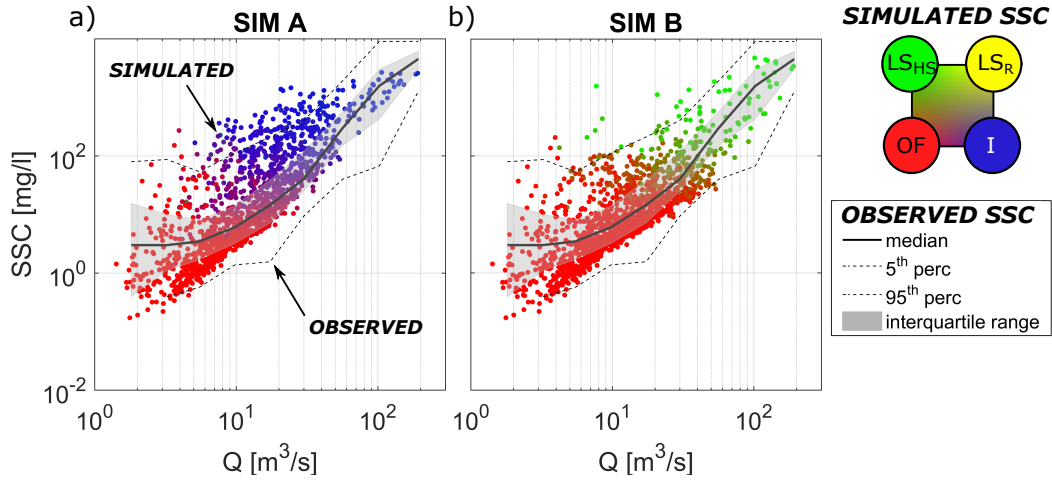 a) SIM A
b) SIM B
SIMULATED SSC
SIMULATED
OBSERVED
SSC [mg/l]
10^2
10^0
10^-2
10^0 10^1 10^2
10^0 10^1 10^2
Q [m^3/s]
Q [m^3/s]
LS_HS LS_R
OF I
OBSERVED SSC
median
5^th perc
95^th perc
interquartile range